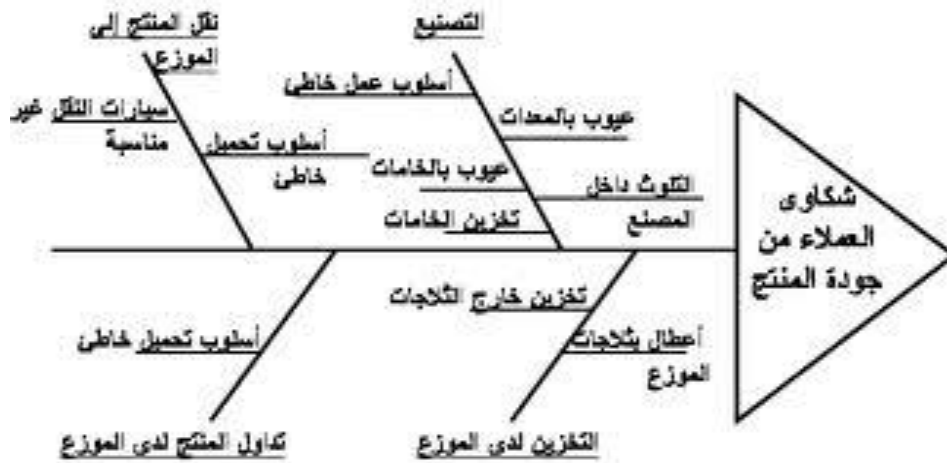 نقل المنتج إلى
الموزع
سيارات النقل غير
مناسبة
أسلوب تحميل
خاطئ
التصنيع
أسلوب عمل خاطئ
عيوب بالمعدات
عيوب بالخامات
التلوث داخل
المصنع
تخزين الخامات
شكاوى
العملاء من
جودة المنتج
تخزين خارج الثلاجات
أعطال بثلاجات
الموزع
التخزين لدى الموزع
أسلوب تحميل خاطئ
تداول المنتج لدى الموزع